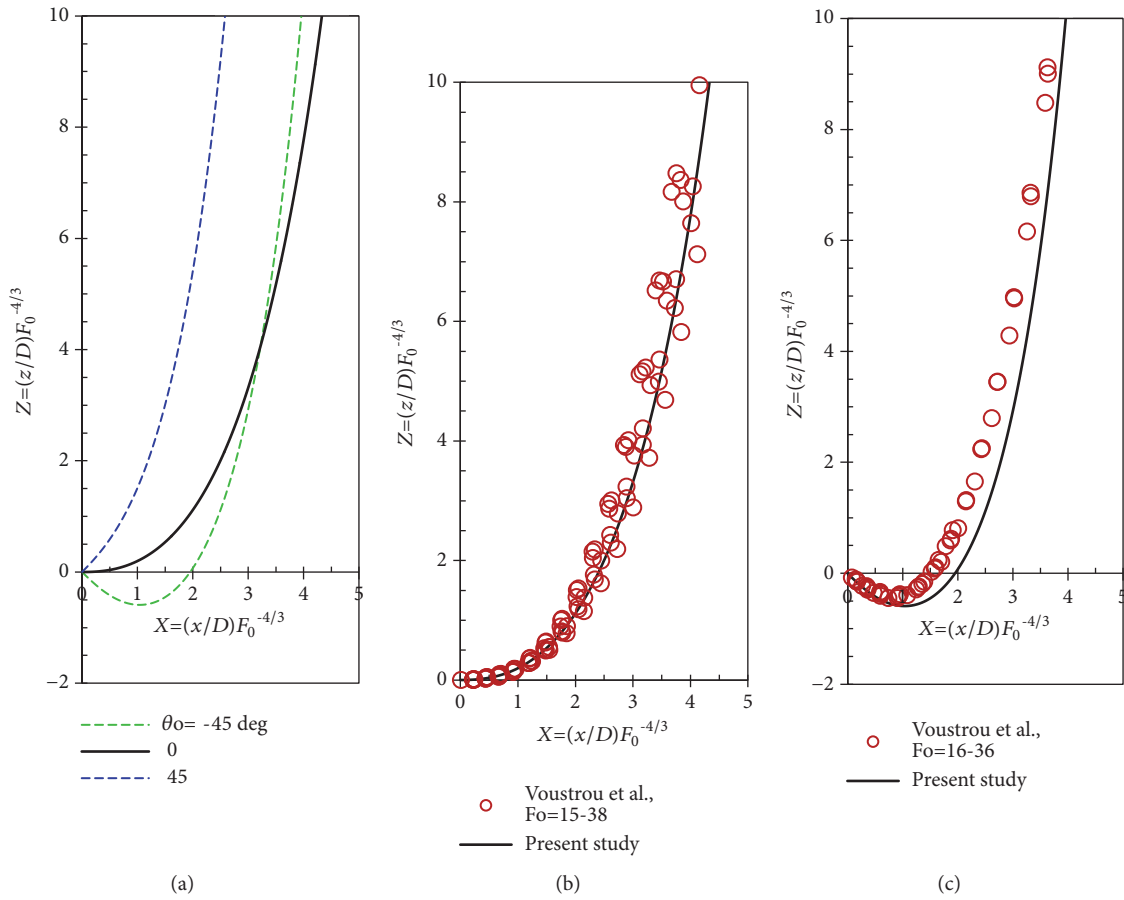 10
8
6
4
2
0
−2
0
1
2
3
4
5
Z=(z/D)F0^-4/3
X=(x/D)F0^-4/3
θo= -45 deg
0
45
(a)
10
8
6
4
2
0
0
1
2
3
4
5
Z=(z/D)F0^-4/3
X=(x/D)F0^-4/3
Voustrou et al.,
Fo=15-38
Present study
(b)
10
8
6
4
2
0
−2
0
1
2
3
4
5
Z=(z/D)F0^-4/3
X=(x/D)F0^-4/3
Voustrou et al.,
Fo=16-36
Present study
(c)